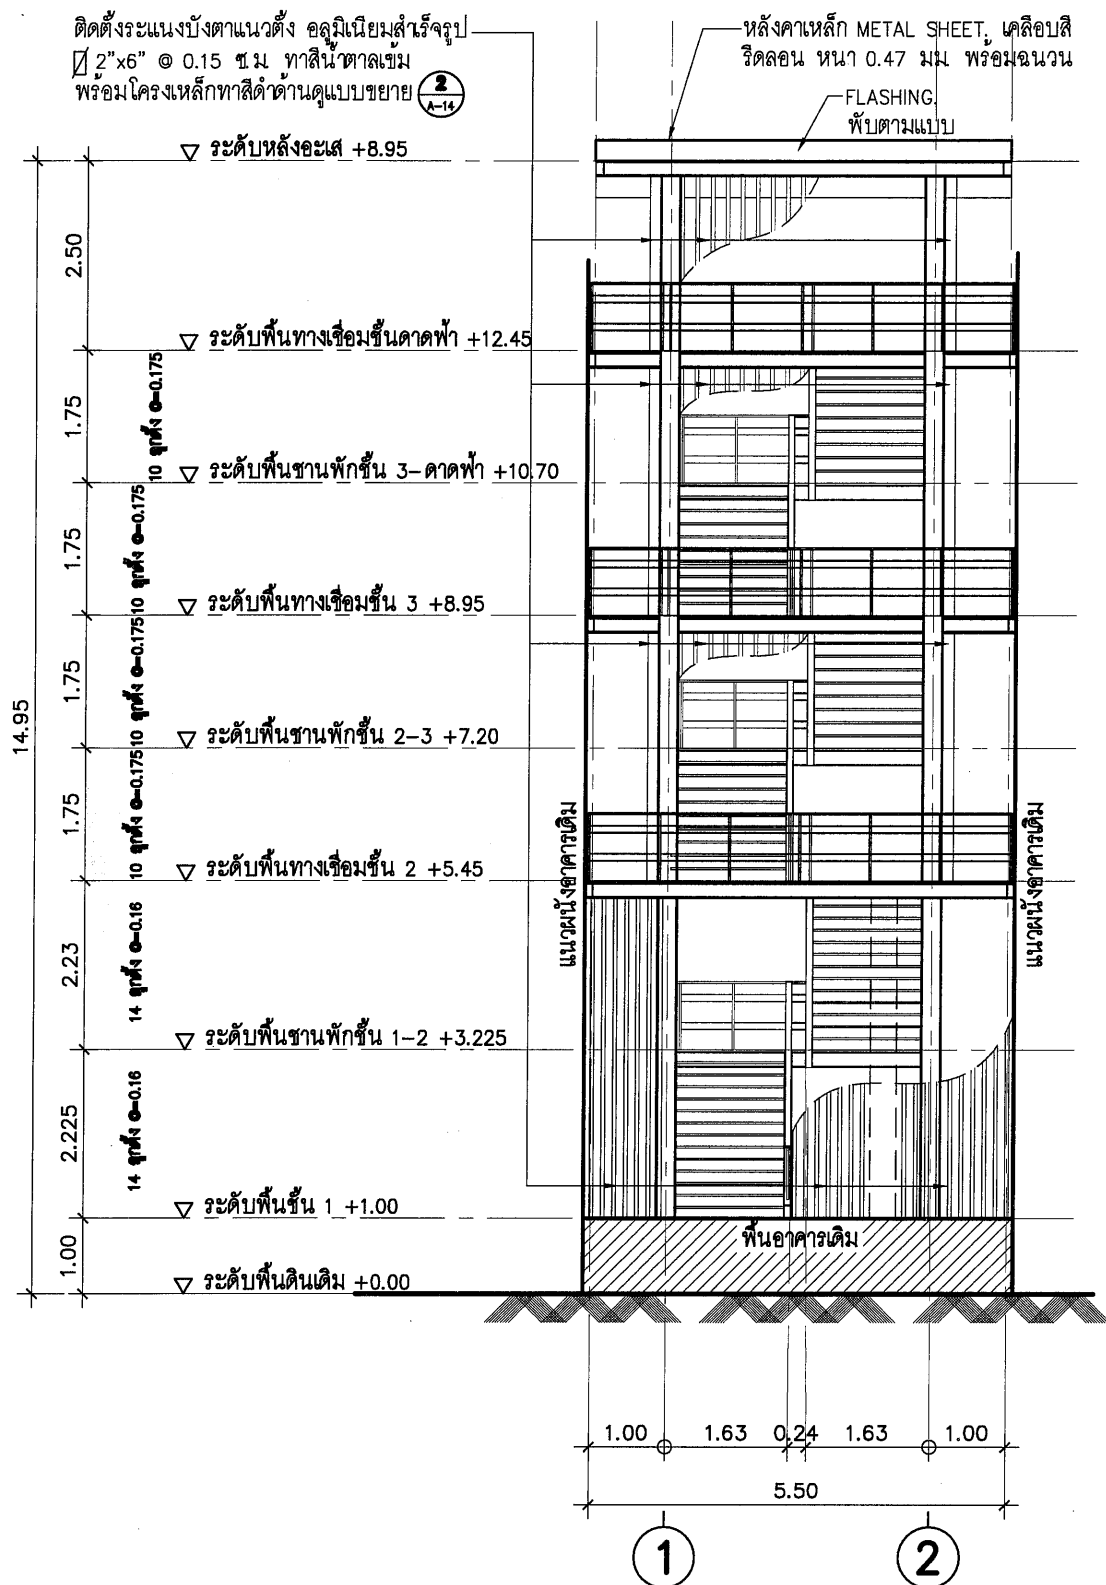 ติดตั้งระแนงบังตาแนวตั้ง อลูมิเนียมสำเร็จรูป
2"x6" @ 0.15 ซ.ม. ทาสีน้ำตาลเข้ม
พร้อมโครงเหล็กทาสีดำด้านดูแบบขยาย
2
A-14
หลังคาเหล็ก METAL SHEET. เคลือบสี
รีดลอน หนา 0.47 มม. พร้อมฉนวน
FLASHING.
พับตามแบบ
ระดับหลังอะเส +8.95
2.50
ระดับพื้นทางเชื่อมชั้นดาดฟ้า +12.45
1.75
10 ลูกตั้ง @=0.175
ระดับพื้นชานพักชั้น 3-ดาดฟ้า +10.70
1.75
10 ลูกตั้ง @=0.175
ระดับพื้นทางเชื่อมชั้น 3 +8.95
1.75
10 ลูกตั้ง @=0.175
14.95
ระดับพื้นชานพักชั้น 2-3 +7.20
1.75
10 ลูกตั้ง @=0.175
ระดับพื้นทางเชื่อมชั้น 2 +5.45
แนวผนังอาคารเดิม
แนวผนังอาคารเดิม
2.23
14 ลูกตั้ง @=0.16
ระดับพื้นชานพักชั้น 1-2 +3.225
2.225
14 ลูกตั้ง @=0.16
ระดับพื้นชั้น 1 +1.00
พื้นอาคารเดิม
1.00
ระดับพื้นดินเดิม +0.00
1.00 1.63 0.24 1.63 1.00
5.50
1 2